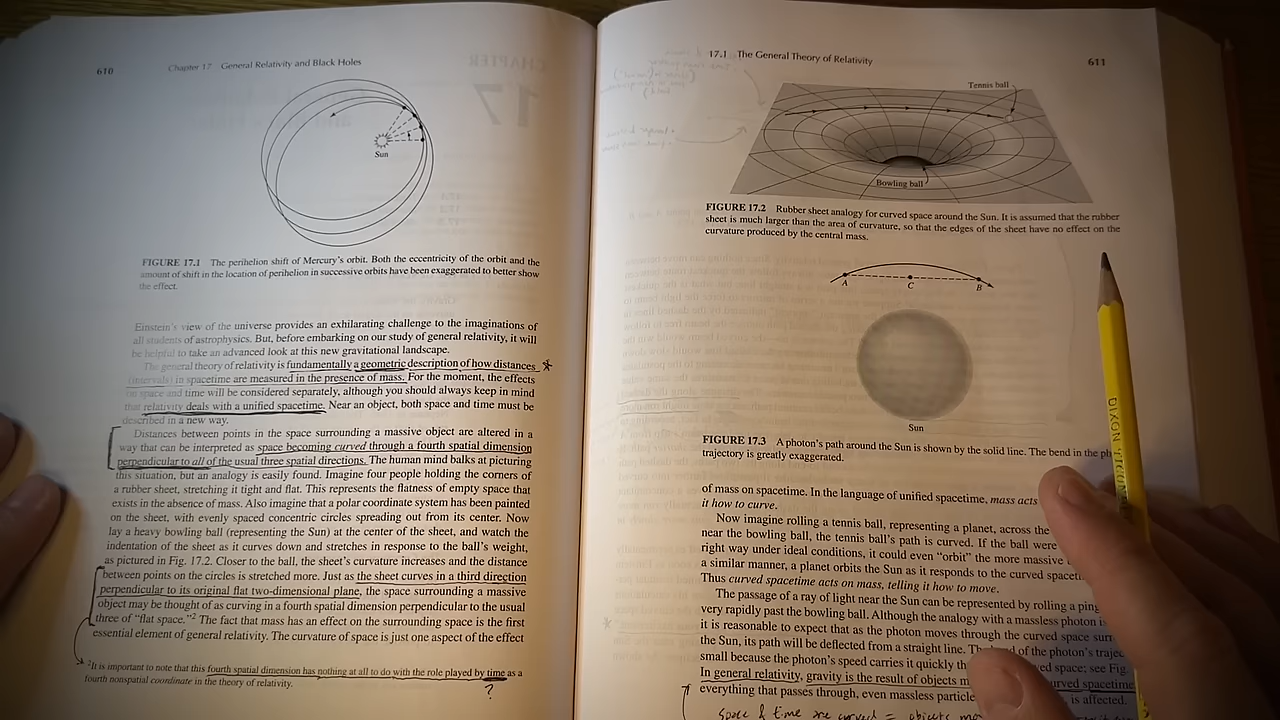 610 Chapter 17 General Relativity and Black Holes
Sun
FIGURE 17.1 The perihelion shift of Mercury's orbit. Both the eccentricity of the orbit and the
amount of shift in the location of perihelion in successive orbits have been exaggerated to better show
the effect.
Einstein's view of the universe provides an exhilarating challenge to the imaginations of
all students of astrophysics. But, before embarking on our study of general relativity, it will
be helpful to take an advanced look at this new gravitational landscape.
The general theory of relativity is fundamentally a geometric description of how distances
(intervals) in spacetime are measured in the presence of mass. For the moment, the effects
on space and time will be considered separately, although you should always keep in mind
that relativity deals with a unified spacetime. Near an object, both space and time must be
described in a new way.
Distances between points in the space surrounding a massive object are altered in a
way that can be interpreted as space becoming curved through a fourth spatial dimension
perpendicular to all of the usual three spatial directions. The human mind balks at picturing
this situation, but an analogy is easily found. Imagine four people holding the corners of
a rubber sheet, stretching it tight and flat. This represents the flatness of empty space that
exists in the absence of mass. Also imagine that a polar coordinate system has been painted
on the sheet, with evenly spaced concentric circles spreading out from its center. Now
lay a heavy bowling ball (representing the Sun) at the center of the sheet, and watch the
indentation of the sheet as it curves down and stretches in response to the ball's weight,
as pictured in Fig. 17.2. Closer to the ball, the sheet's curvature increases and the distance
between points on the circles is stretched more. Just as the sheet curves in a third direction
perpendicular to its original flat two-dimensional plane, the space surrounding a massive
object may be thought of as curving in a fourth spatial dimension perpendicular to the usual
three of "flat space."2 The fact that mass has an effect on the surrounding space is the first
essential element of general relativity. The curvature of space is just one aspect of the effect
2It is important to note that this fourth spatial dimension has nothing at all to do with the role played by time as a
fourth nonspatial coordinate in the theory of relativity.
?
17.1 The General Theory of Relativity 611
Tennis ball
Bowling ball
FIGURE 17.2 Rubber sheet analogy for curved space around the Sun. It is assumed that the rubber
sheet is much larger than the area of curvature, so that the edges of the sheet have no effect on the
curvature produced by the central mass.
A C B
Sun
FIGURE 17.3 A photon's path around the Sun is shown by the solid line. The bend in the ph
trajectory is greatly exaggerated.
of mass on spacetime. In the language of unified spacetime, mass acts
it how to curve.
Now imagine rolling a tennis ball, representing a planet, across the
near the bowling ball, the tennis ball's path is curved. If the ball were
right way under ideal conditions, it could even "orbit" the more massive
a similar manner, a planet orbits the Sun as it responds to the curved spaceti
Thus curved spacetime acts on mass, telling it how to move.
The passage of a ray of light near the Sun can be represented by rolling a ping
very rapidly past the bowling ball. Although the analogy with a massless photon i
it is reasonable to expect that as the photon moves through the curved space surr
the Sun, its path will be deflected from a straight line. The bend of the photon's trajec
small because the photon's speed carries it quickly th ved space; see Fig.
In general relativity, gravity is the result of objects m urved spacetime
everything that passes through, even massless particle , is affected.
space & time are curved = objects mo
DIXON